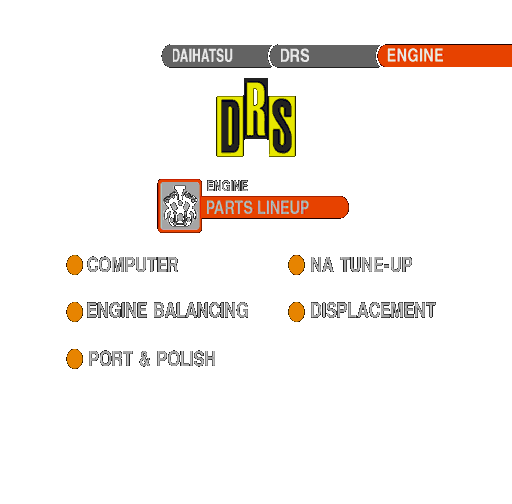 DAIHATSU DRS ENGINE
DRS
ENGINE
PARTS LINEUP
COMPUTER NA TUNE-UP
ENGINE BALANCING DISPLACEMENT
PORT & POLISH